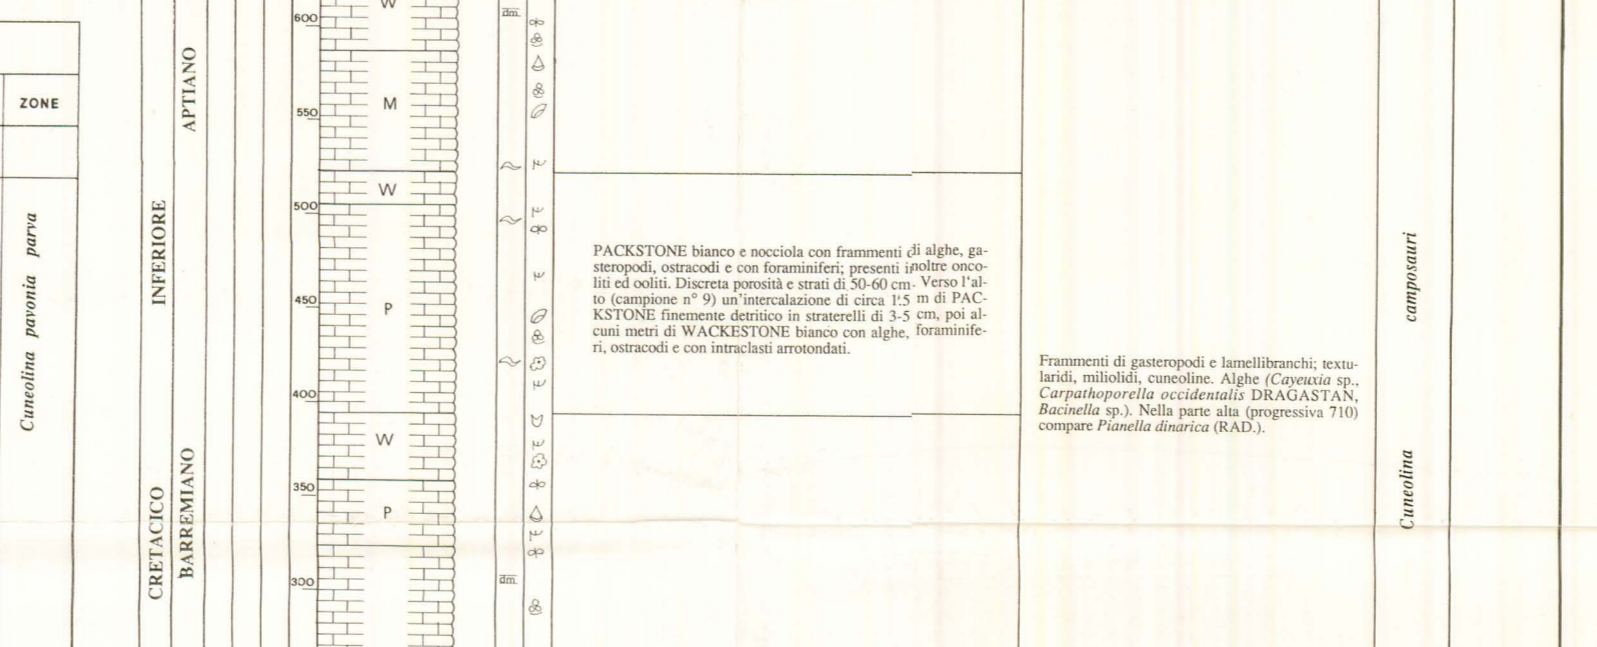 ZONE
Cuneolina pavonia parva
CRETACICO INFERIORE
BARREMIANO APTIANO
600
550
500
450
400
350
300
W
M
W
P
W
P
dm.
dm.
PACKSTONE bianco e nocciola con frammenti di alghe, ga-
steropodi, ostracodi e con foraminiferi; presenti inoltre onco-
liti ed ooliti. Discreta porosità e strati di 50-60 cm. Verso l'al-
to (campione n° 9) un'intercalazione di circa 1.5 m di PAC-
KSTONE finemente detritico in straterelli di 3-5 cm, poi al-
cuni metri di WACKESTONE bianco con alghe, foraminife-
ri, ostracodi e con intraclasti arrotondati.
Frammenti di gasteropodi e lamellibranchi; textu-
laridi, miliolidi, cuneoline. Alghe (Cayeuxia sp.,
Carpathoporella occidentalis DRAGASTAN,
Bacinella sp.). Nella parte alta (progressiva 710)
compare Pianella dinarica (RAD.).
Cuneolina camposauri